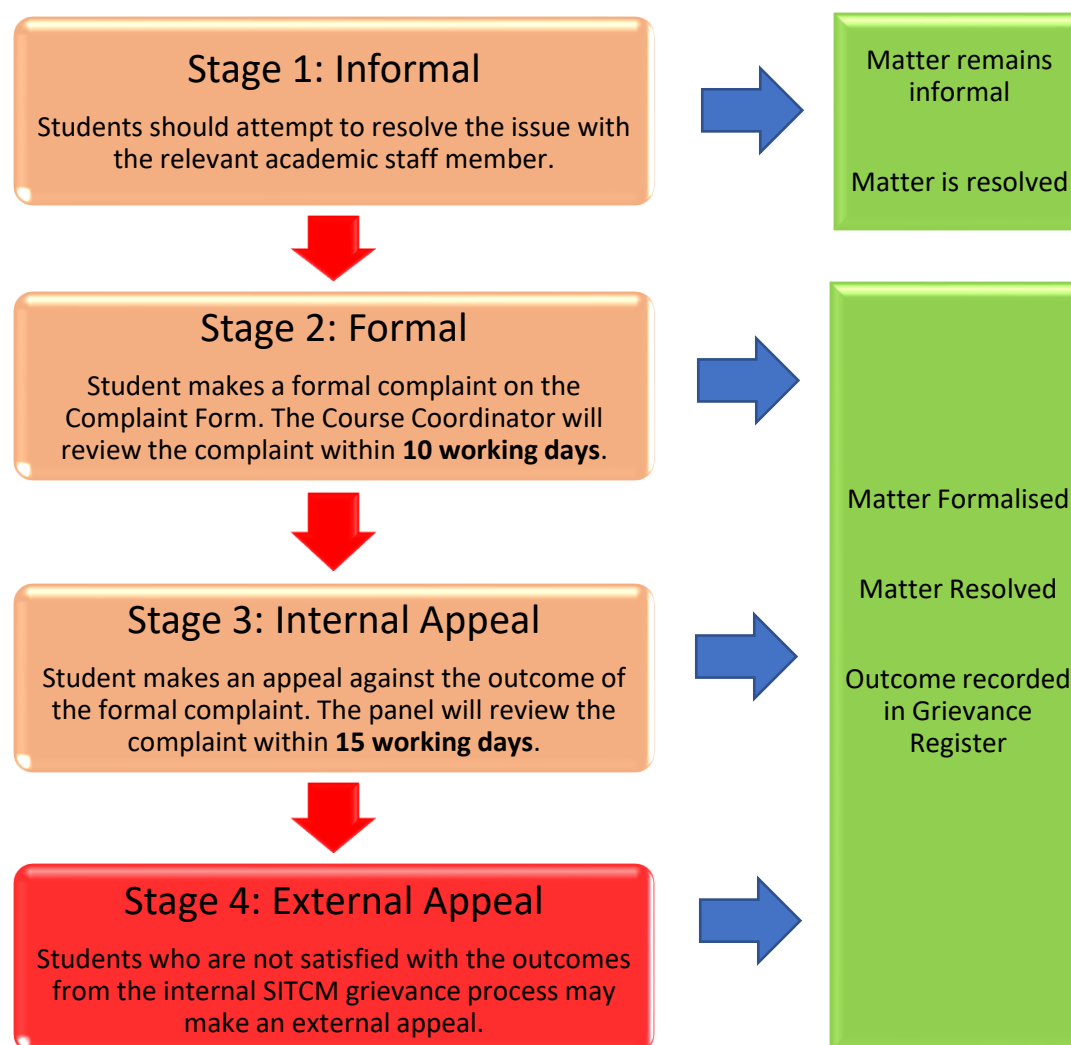 Stage 1: Informal
Students should attempt to resolve the issue with
the relevant academic staff member.
Matter remains
informal
Matter is resolved
Stage 2: Formal
Student makes a formal complaint on the
Complaint Form. The Course Coordinator will
review the complaint within 10 working days.
Stage 3: Internal Appeal
Student makes an appeal against the outcome of
the formal complaint. The panel will review the
complaint within 15 working days.
Stage 4: External Appeal
Students who are not satisfied with the outcomes
from the internal SITCM grievance process may
make an external appeal.
Matter Formalised
Matter Resolved
Outcome recorded
in Grievance
Register